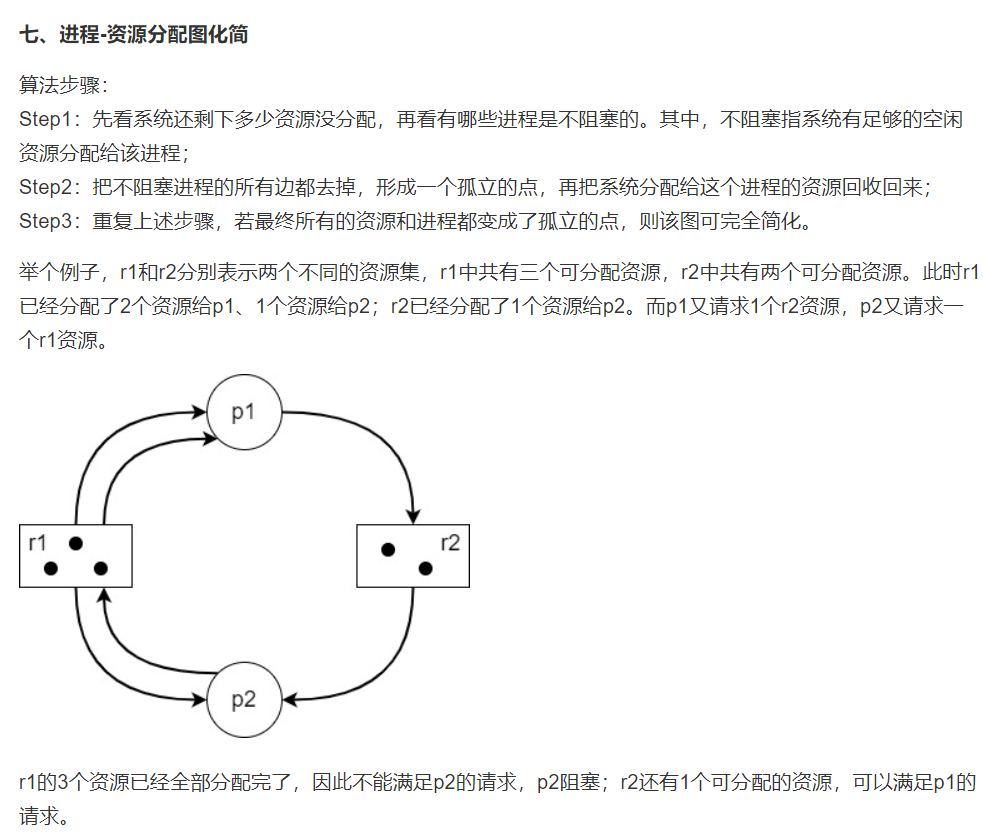 七、进程-资源分配图化简
算法步骤：
Step1：先看系统还剩下多少资源没分配，再看有哪些进程是不阻塞的。其中，不阻塞指系统有足够的空闲
资源分配给该进程；
Step2：把不阻塞进程的所有边都去掉，形成一个孤立的点，再把系统分配给这个进程的资源回收回来；
Step3：重复上述步骤，若最终所有的资源和进程都变成了孤立的点，则该图可完全简化。
举个例子，r1和r2分别表示两个不同的资源集，r1中共有三个可分配资源，r2中共有两个可分配资源。此时r1
已经分配了2个资源给p1、1个资源给p2；r2已经分配了1个资源给p2。而p1又请求1个r2资源，p2又请求一
个r1资源。
p1
r1
r2
p2
r1的3个资源已经全部分配完了，因此不能满足p2的请求，p2阻塞；r2还有1个可分配的资源，可以满足p1的
请求。